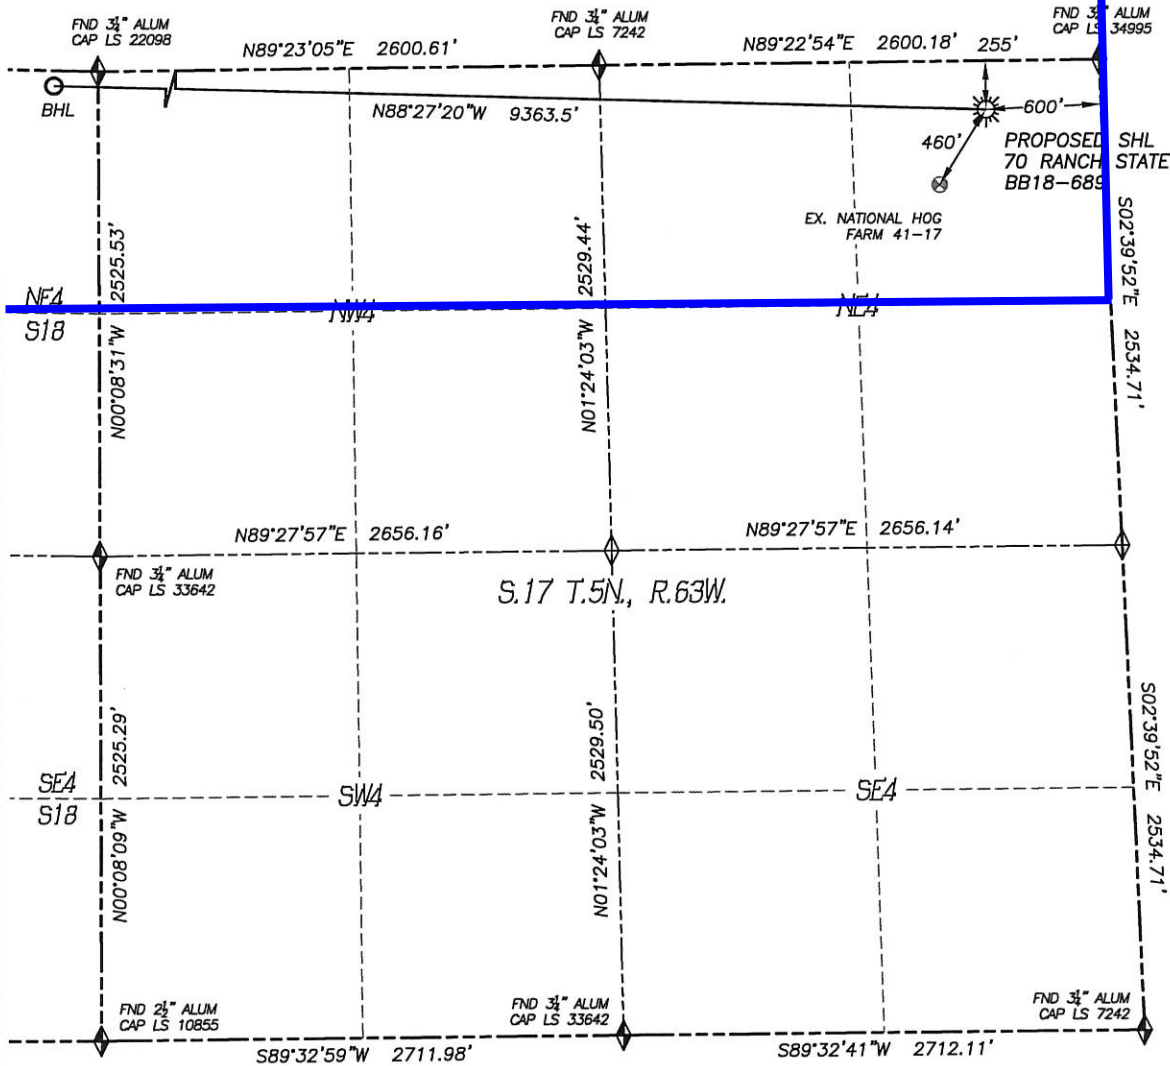 FND 3¼" ALUM
CAP LS 22098
N89°23'05"E 2600.61'
FND 3¼" ALUM
CAP LS 7242
N89°22'54"E 2600.18'
255'
FND 3¼" ALUM
CAP LS 34995
BHL
N88°27'20"W 9363.5'
600'
460'
PROPOSED SHL
70 RANCH STATE
BB18-689
EX. NATIONAL HOG
FARM 41-17
N00°08'31"W 2525.53'
N01°24'03"W 2529.44'
S02°39'52"E 2534.71'
NE4
S18
NW4
NE4
N89°27'57"E 2656.16'
N89°27'57"E 2656.14'
FND 3¼" ALUM
CAP LS 33642
S.17 T.5N., R.63W.
N00°08'09"W 2525.29'
N01°24'03"W 2529.50'
S02°39'52"E 2534.71'
SE4
S18
SW4
SE4
FND 2½" ALUM
CAP LS 10855
FND 3¼" ALUM
CAP LS 33642
FND 3¼" ALUM
CAP LS 7242
S89°32'59"W 2711.98'
S89°32'41"W 2712.11'